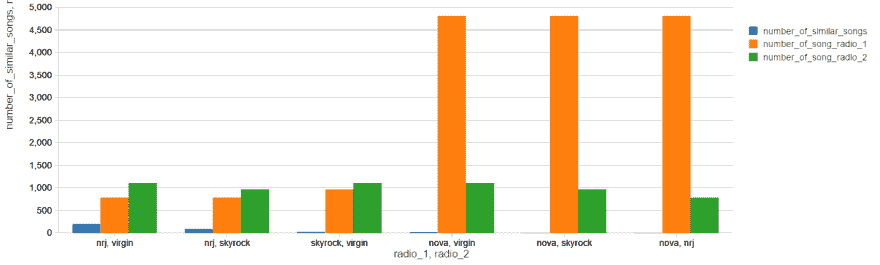 5,000
4,500
4,000
3,500
3,000
2,500
2,000
1,500
1,000
500
0
number_of_similar_songs,
nrj, virgin
nrj, skyrock
skyrock, virgin
nova, virgin
nova, skyrock
nova, nrj
radio_1, radio_2
number_of_similar_songs
number_of_song_radio_1
number_of_song_radio_2